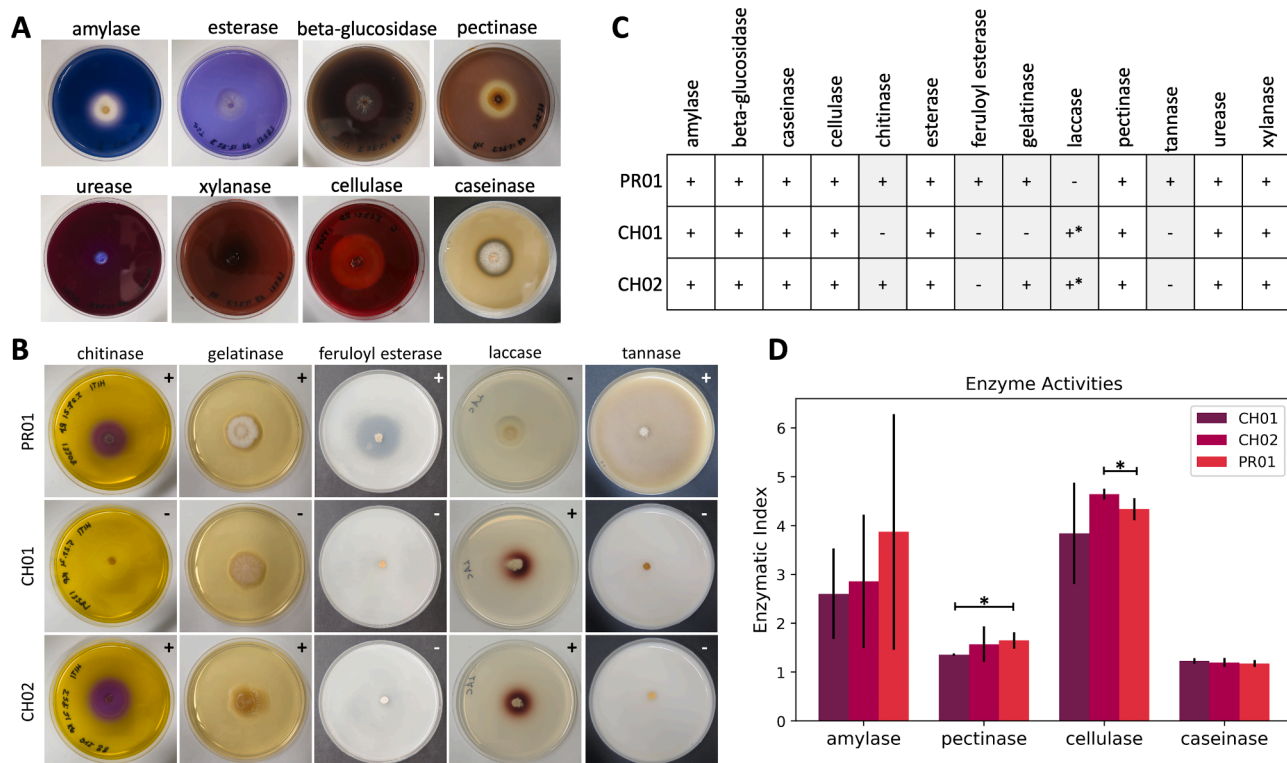 A
amylase esterase beta-glucosidase pectinase
urease xylanase cellulase caseinase
B
chitinase gelatinase feruloyl esterase laccase tannase
PR01 + + + - +
CH01 - - - + -
CH02 + + - + -
C
amylase beta-glucosidase caseinase cellulase chitinase esterase feruloyl esterase gelatinase laccase pectinase tannase urease xylanase
PR01 + + + + + + + + - + + + +
CH01 + + + + - + - - +* + - + +
CH02 + + + + + + - + +* + - + +
D
Enzyme Activities
CH01
CH02
PR01
Enzymatic Index
6
5
4
3
2
1
0
*
*
amylase pectinase cellulase caseinase